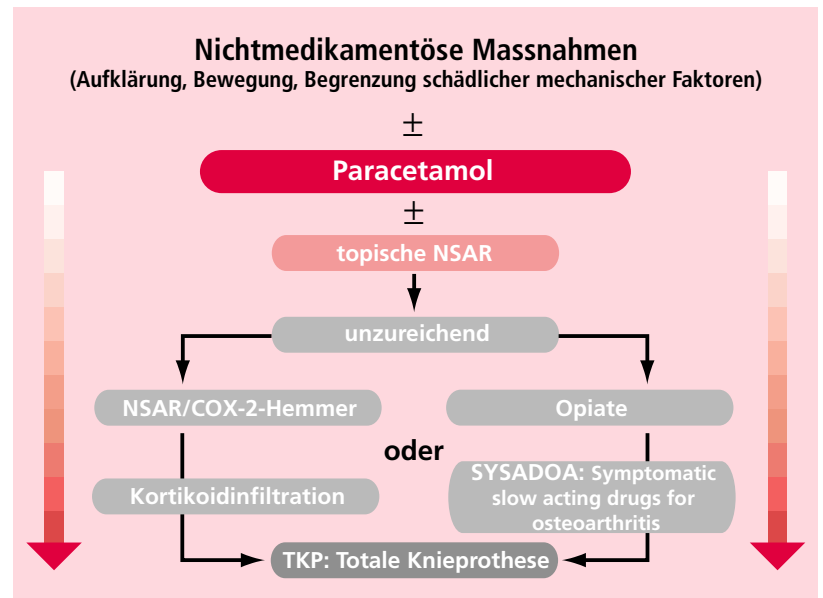 Nichtmedikamentöse Massnahmen
(Aufklärung, Bewegung, Begrenzung schädlicher mechanischer Faktoren)
±
Paracetamol
±
topische NSAR
unzureichend
NSAR/COX-2-Hemmer
Opiate
oder
Kortikoidinfiltration
SYSADOA: Symptomatic
slow acting drugs for
osteoarthritis
TKP: Totale Knieprothese